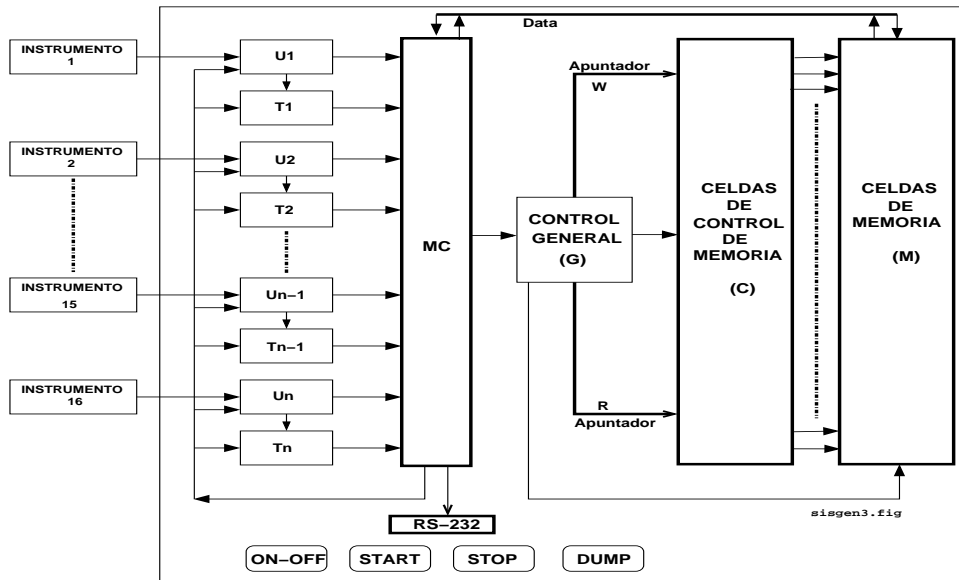 Data
INSTRUMENTO
1
U1
T1
INSTRUMENTO
2
U2
T2
INSTRUMENTO
15
Un−1
Tn−1
INSTRUMENTO
16
Un
Tn
MC
CONTROL
GENERAL
(G)
Apuntador
W
R
Apuntador
CELDAS
DE
CONTROL
DE
MEMORIA
(C)
CELDAS
DE
MEMORIA
(M)
sisgen3.fig
RS−232
ON−OFF
START
STOP
DUMP